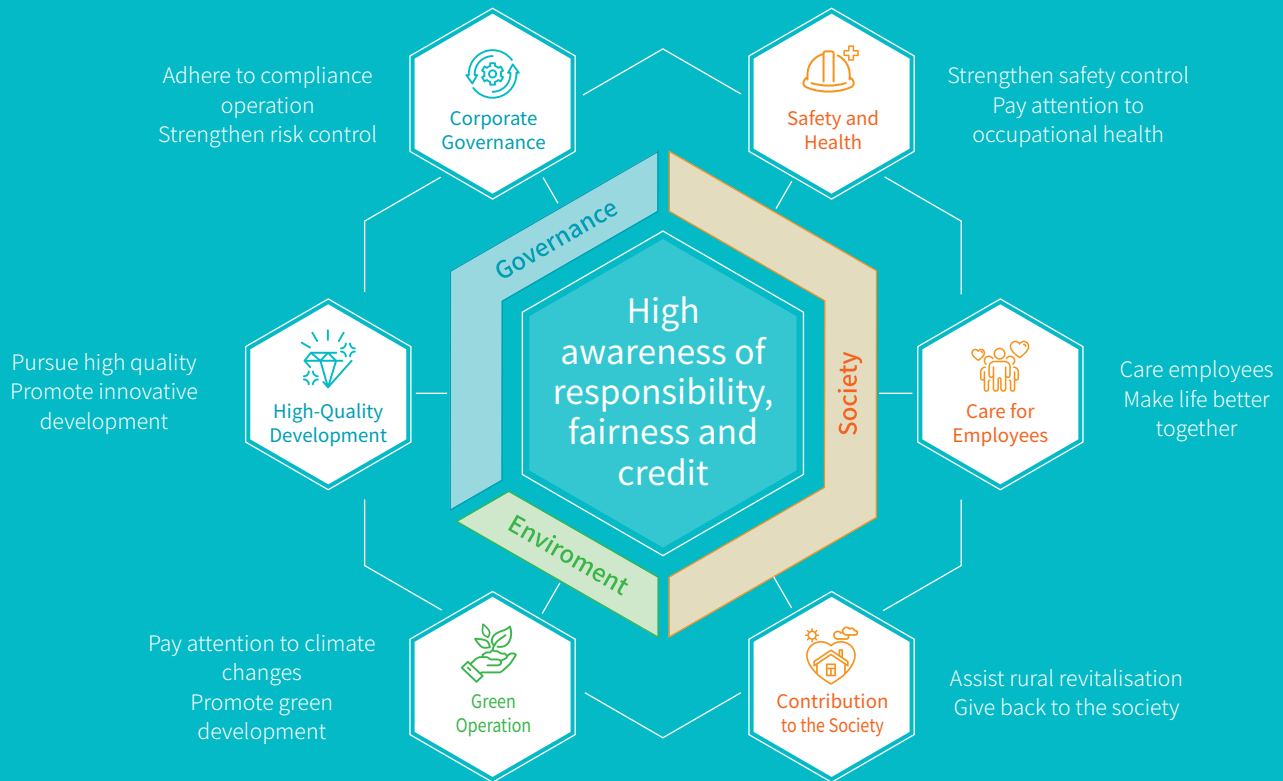 Adhere to compliance
operation
Strengthen risk control
Corporate
Governance
Safety and
Health
Strengthen safety control
Pay attention to
occupational health
Governance
High
awareness of
responsibility,
fairness and
credit
Society
Pursue high quality
Promote innovative
development
High-Quality
Development
Care for
Employees
Care employees
Make life better
together
Enviroment
Pay attention to climate
changes
Promote green
development
Green
Operation
Contribution
to the Society
Assist rural revitalisation
Give back to the society